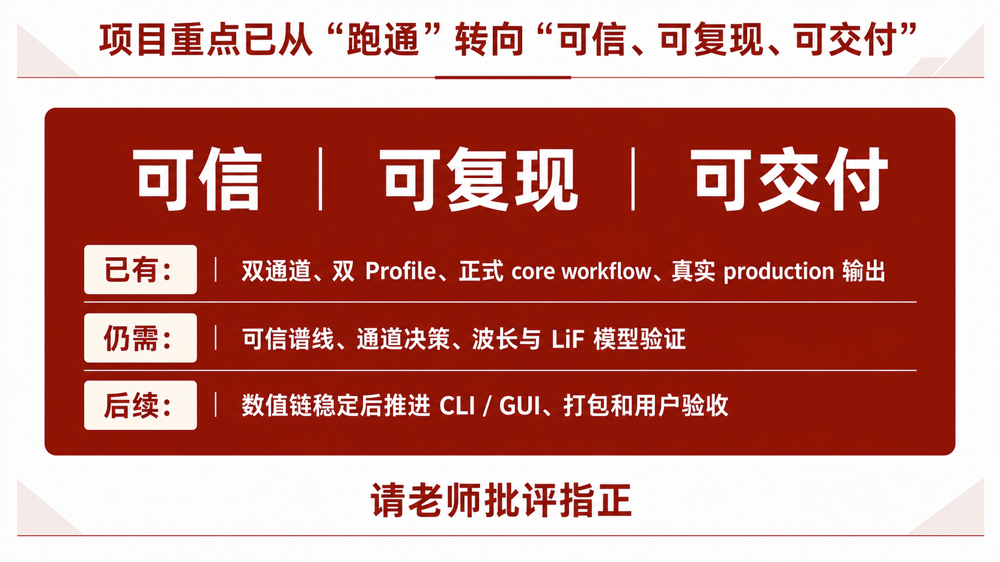 项目重点已从“跑通”转向“可信、可复现、可交付”
可信 | 可复现 | 可交付
已有： | 双通道、双 Profile、正式 core workflow、真实 production 输出
仍需： | 可信谱线、通道决策、波长与 LiF 模型验证
后续： | 数值链稳定后推进 CLI / GUI、打包和用户验收
请老师批评指正